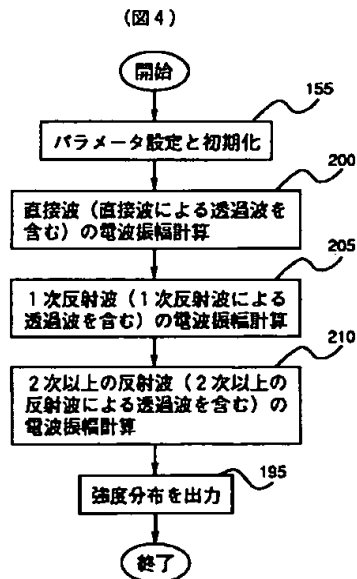 (図4)
開始
155
パラメータ設定と初期化
200
直接波(直接波による透過波を
含む)の電波振幅計算
205
1次反射波(1次反射波による
透過波を含む)の電波振幅計算
210
2次以上の反射波(2次以上の
反射波による透過波を含む)の
電波振幅計算
195
強度分布を出力
終了